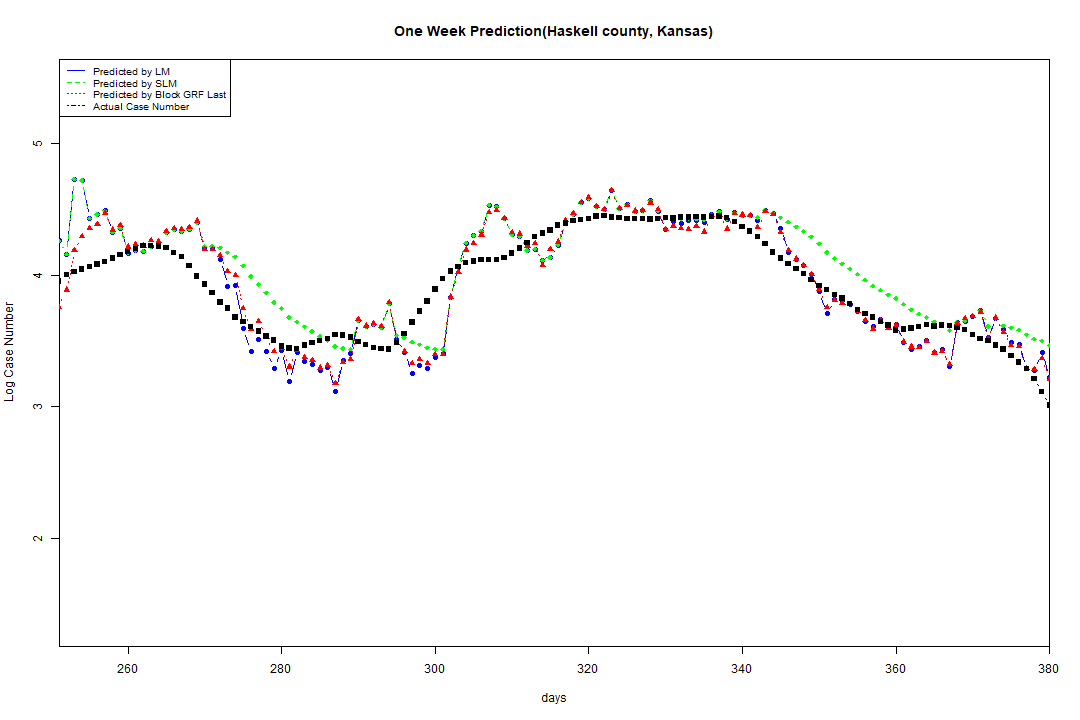 One Week Prediction(Haskell county, Kansas)
Predicted by LM
Predicted by SLM
Predicted by Block GRF Last
Actual Case Number
5
4
3
2
Log Case Number
260 280 300 320 340 360 380
days